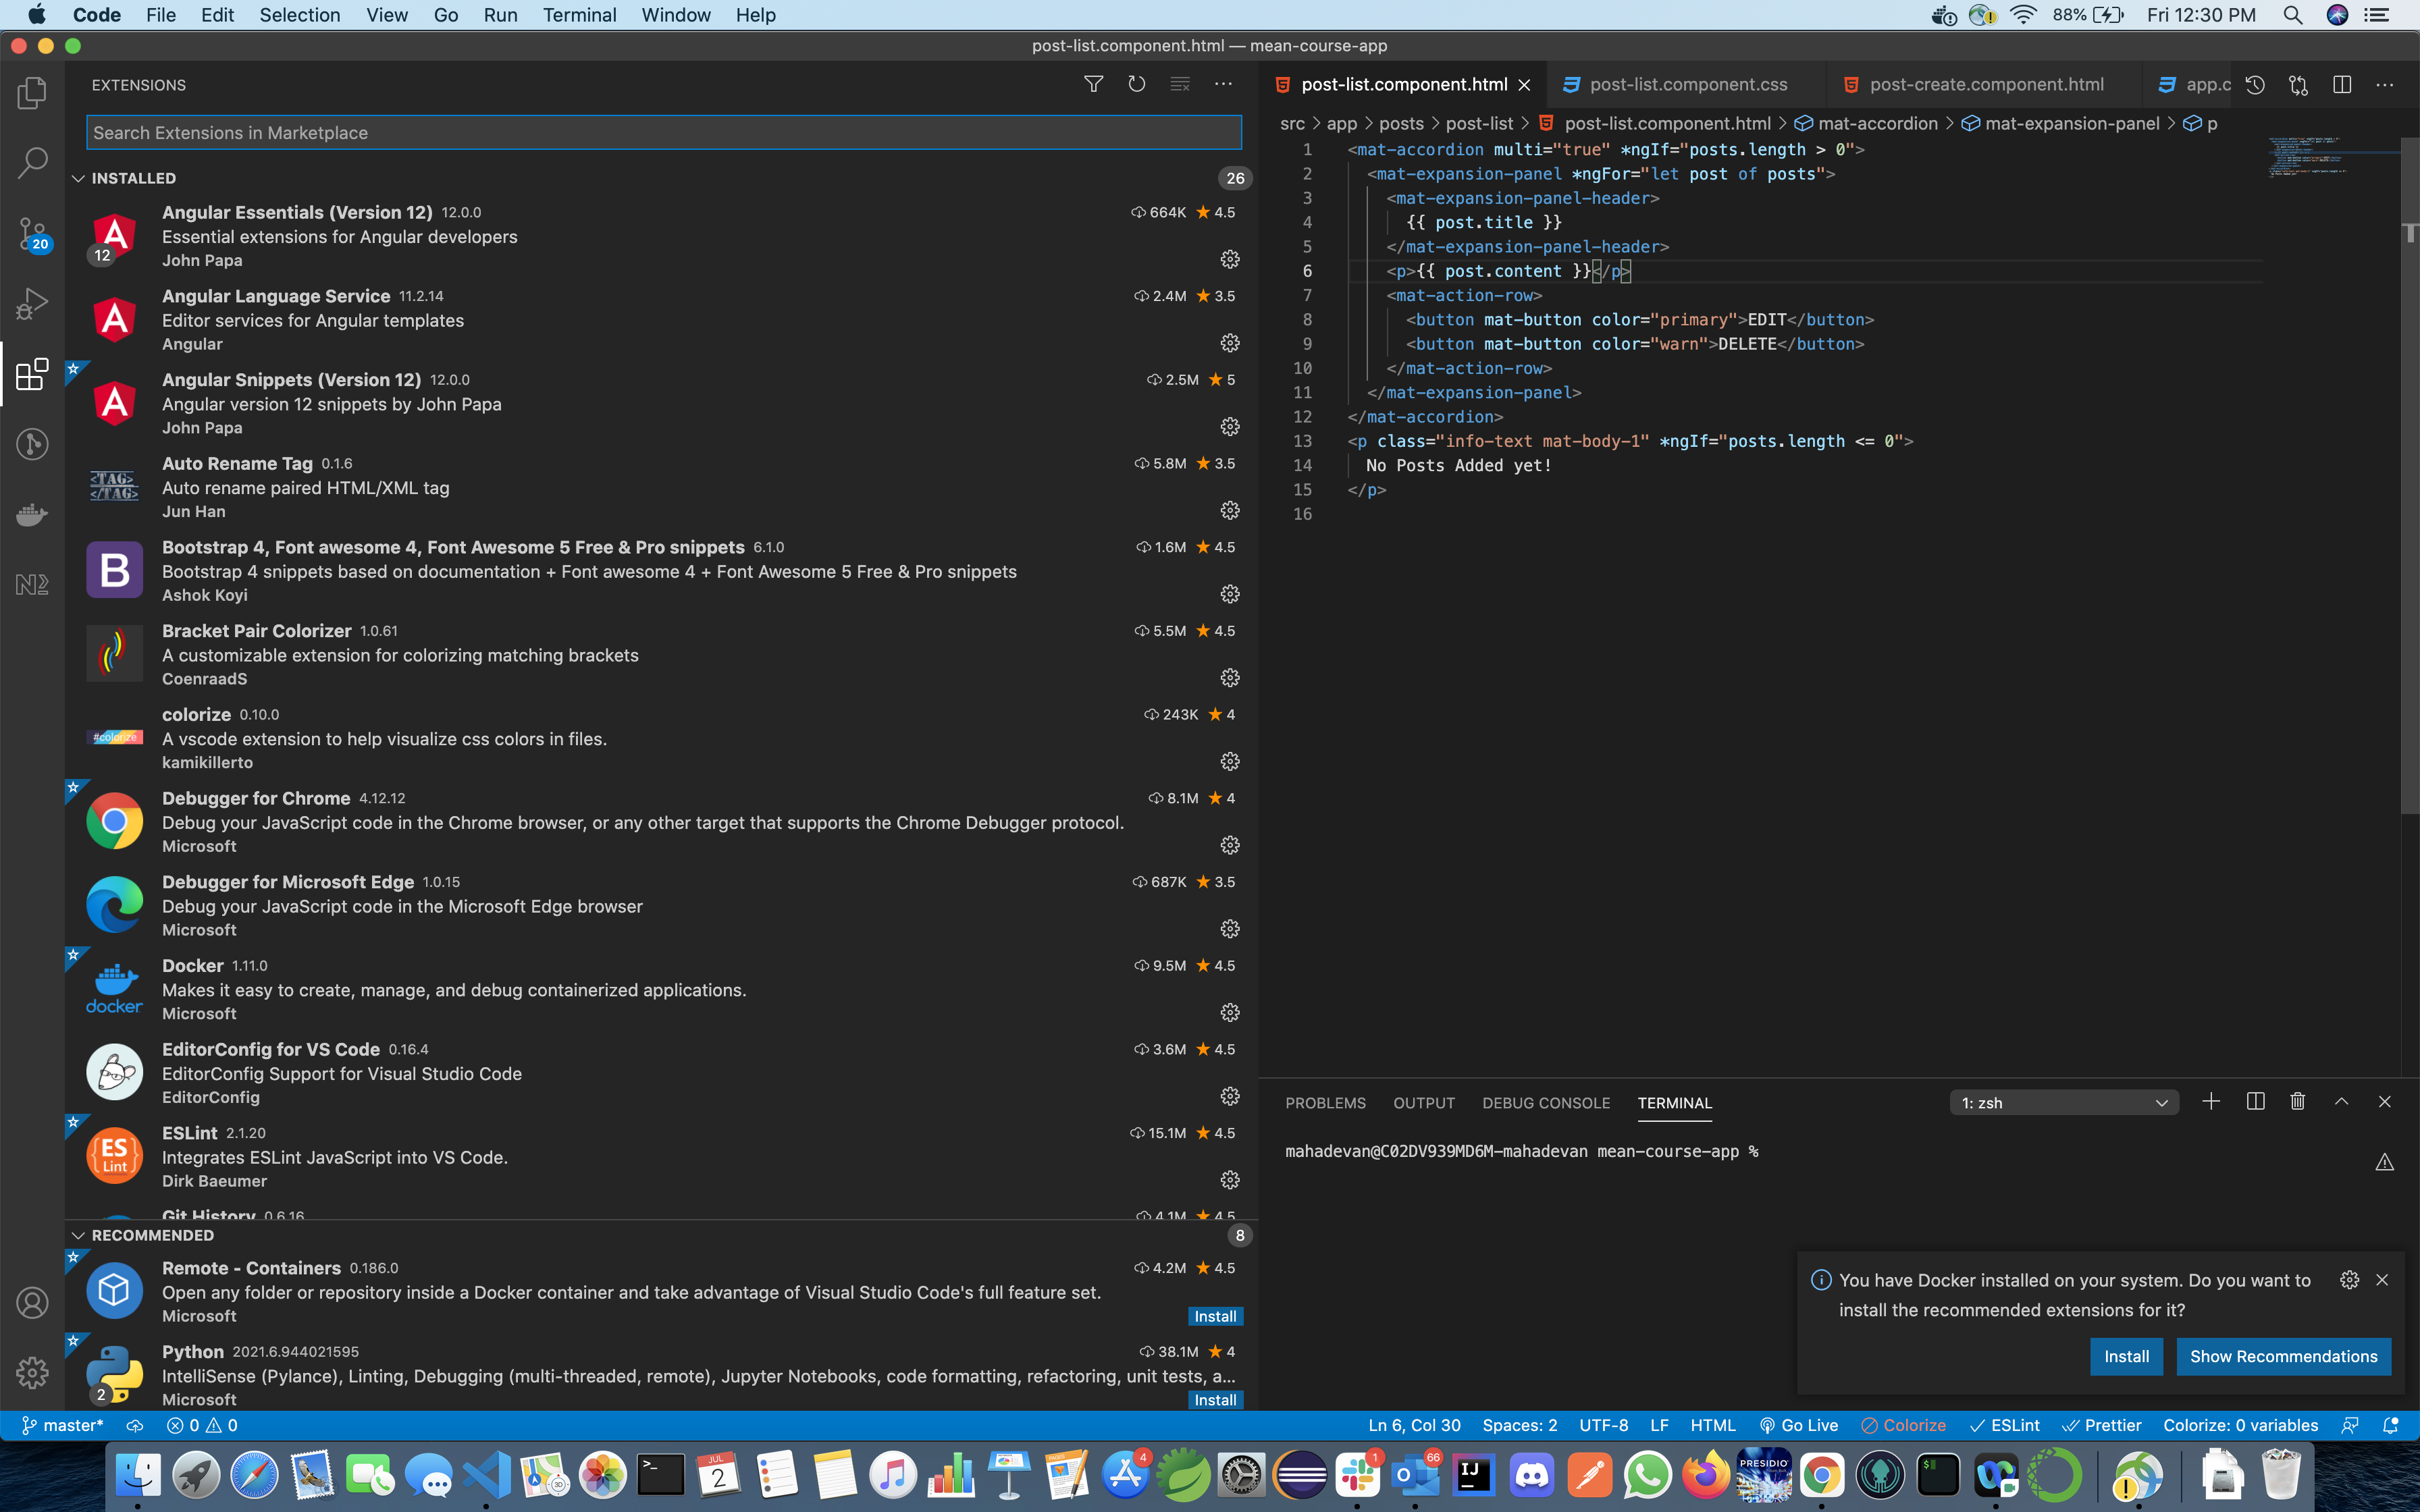 Code File Edit Selection View Go Run Terminal Window Help
88% Fri 12:30 PM
post-list.component.html — mean-course-app
EXTENSIONS
Search Extensions in Marketplace
INSTALLED 26
Angular Essentials (Version 12) 12.0.0 664K 4.5
Essential extensions for Angular developers
12
John Papa
Angular Language Service 11.2.14 2.4M 3.5
Editor services for Angular templates
Angular
Angular Snippets (Version 12) 12.0.0 2.5M 5
Angular version 12 snippets by John Papa
John Papa
Auto Rename Tag 0.1.6 5.8M 3.5
<TAG>
</TAG>
Auto rename paired HTML/XML tag
Jun Han
Bootstrap 4, Font awesome 4, Font Awesome 5 Free & Pro snippets 6.1.0 1.6M 4.5
B
Bootstrap 4 snippets based on documentation + Font awesome 4 + Font Awesome 5 Free & Pro snippets
Ashok Koyi
Bracket Pair Colorizer 1.0.61 5.5M 4.5
A customizable extension for colorizing matching brackets
CoenraadS
colorize 0.10.0 243K 4
#colorize
A vscode extension to help visualize css colors in files.
kamikillerto
Debugger for Chrome 4.12.12 8.1M 4
Debug your JavaScript code in the Chrome browser, or any other target that supports the Chrome Debugger protocol.
Microsoft
Debugger for Microsoft Edge 1.0.15 687K 3.5
Debug your JavaScript code in the Microsoft Edge browser
Microsoft
Docker 1.11.0 9.5M 4.5
Makes it easy to create, manage, and debug containerized applications.
docker
Microsoft
EditorConfig for VS Code 0.16.4 3.6M 4.5
EditorConfig Support for Visual Studio Code
EditorConfig
ESLint 2.1.20 15.1M 4.5
ES
Lint
Integrates ESLint JavaScript into VS Code.
Dirk Baeumer
Git History 0.6.16 4.1M 4.5
RECOMMENDED 8
Remote - Containers 0.186.0 4.2M 4.5
Open any folder or repository inside a Docker container and take advantage of Visual Studio Code's full feature set.
Microsoft Install
Python 2021.6.944021595 38.1M 4
IntelliSense (Pylance), Linting, Debugging (multi-threaded, remote), Jupyter Notebooks, code formatting, refactoring, unit tests, a...
2
Microsoft Install
20
post-list.component.html post-list.component.css post-create.component.html app.c
src > app > posts > post-list > post-list.component.html > mat-accordion > mat-expansion-panel > p
1 <mat-accordion multi="true" *ngIf="posts.length > 0">
2 <mat-expansion-panel *ngFor="let post of posts">
3 <mat-expansion-panel-header>
4 {{ post.title }}
5 </mat-expansion-panel-header>
6 <p>{{ post.content }}</p>
7 <mat-action-row>
8 <button mat-button color="primary">EDIT</button>
9 <button mat-button color="warn">DELETE</button>
10 </mat-action-row>
11 </mat-expansion-panel>
12 </mat-accordion>
13 <p class="info-text mat-body-1" *ngIf="posts.length <= 0">
14 No Posts Added yet!
15 </p>
16
PROBLEMS OUTPUT DEBUG CONSOLE TERMINAL 1: zsh
mahadevan@C02DV939MD6M-mahadevan mean-course-app %
You have Docker installed on your system. Do you want to
install the recommended extensions for it?
Install Show Recommendations
master* 0 0 Ln 6, Col 30 Spaces: 2 UTF-8 LF HTML Go Live Colorize ESLint Prettier Colorize: 0 variables
JUL
2
4
1
66
IJ
PRESIDIO